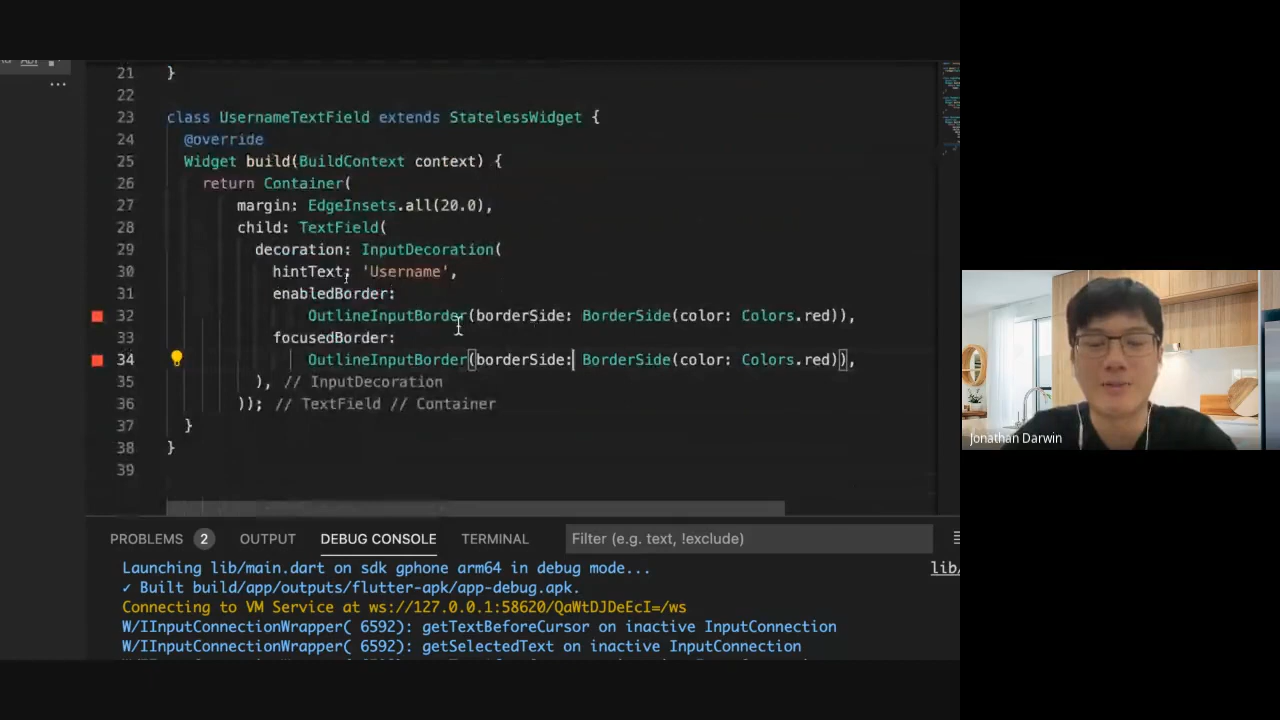 21 }
22
23 class UsernameTextField extends StatelessWidget {
24 @override
25 Widget build(BuildContext context) {
26 return Container(
27 margin: EdgeInsets.all(20.0),
28 child: TextField(
29 decoration: InputDecoration(
30 hintText: 'Username',
31 enabledBorder:
32 OutlineInputBorder(borderSide: BorderSide(color: Colors.red)),
33 focusedBorder:
34 OutlineInputBorder(borderSide: BorderSide(color: Colors.red)),
35 ), // InputDecoration
36 )); // TextField // Container
37 }
38 }
39
Jonathan Darwin
PROBLEMS 2 OUTPUT DEBUG CONSOLE TERMINAL Filter (e.g. text, !exclude)
Launching lib/main.dart on sdk gphone arm64 in debug mode... lib/
✓ Built build/app/outputs/flutter-apk/app-debug.apk.
Connecting to VM Service at ws://127.0.0.1:58620/QaWtDJDeEcI=/ws
W/IInputConnectionWrapper( 6592): getTextBeforeCursor on inactive InputConnection
W/IInputConnectionWrapper( 6592): getSelectedText on inactive InputConnection